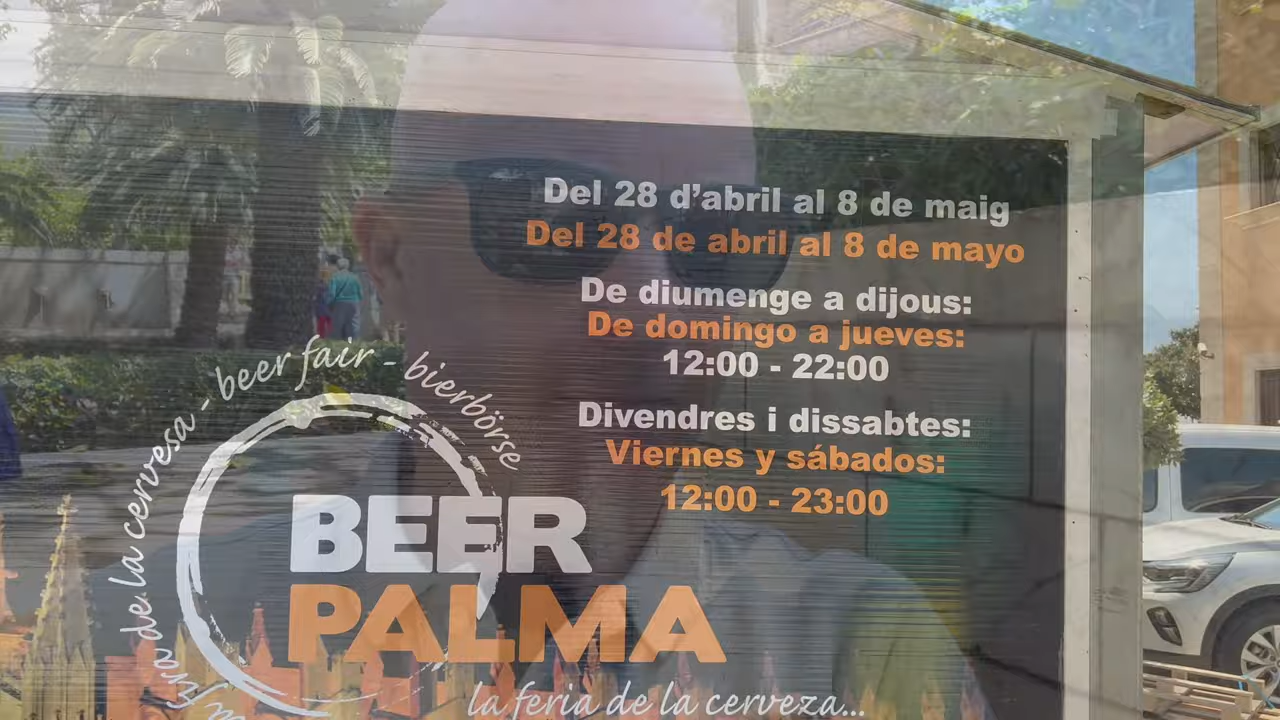 Del 28 d'abril al 8 de maig
Del 28 de abril al 8 de mayo
De diumenge a dijous:
De domingo a jueves:
12:00 - 22:00
Divendres i dissabtes:
Viernes y sábados:
12:00 - 23:00
fira de la cervesa - beer fair - bierbörse
BEER
PALMA
la feria de la cerveza...